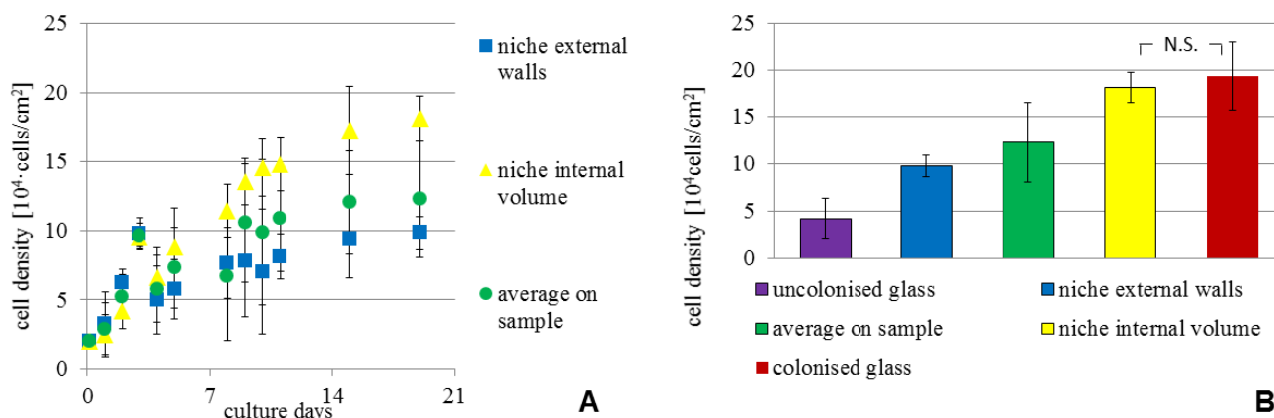 25
20
15
10
5
0
cell density [10⁴·cells/cm²]
0
7
14
21
culture days
niche external
walls
niche internal
volume
average on
sample
A
25
20
15
10
5
0
cell density [10⁴cells/cm²]
N.S.
uncolonised glass
niche external walls
average on sample
niche internal volume
colonised glass
B